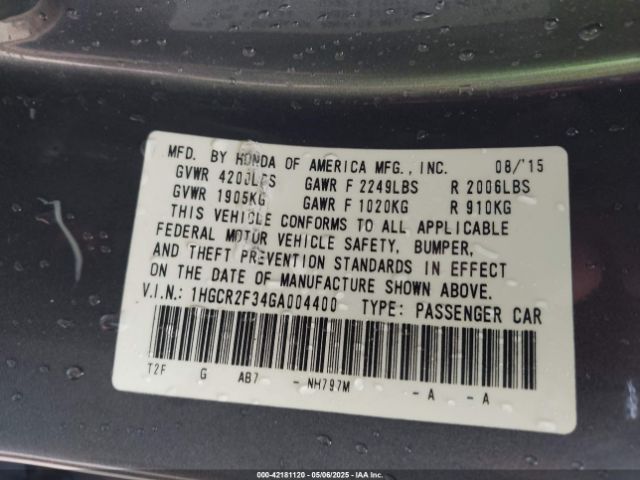 MFD. BY HONDA OF AMERICA MFG., INC. 08/'15
GVWR 4200LBS GAWR F 2249LBS R 2006LBS
GVWR 1905KG GAWR F 1020KG R 910KG
THIS VEHICLE CONFORMS TO ALL APPLICABLE
FEDERAL MOTOR VEHICLE SAFETY, BUMPER,
AND THEFT PREVENTION STANDARDS IN EFFECT
ON THE DATE OF MANUFACTURE SHOWN ABOVE.
V.I.N.: 1HGCR2F34GA004400 TYPE: PASSENGER CAR
T2F G AB7 - NH797M - A - A
000-42181120 | 05/06/2025 - IAA